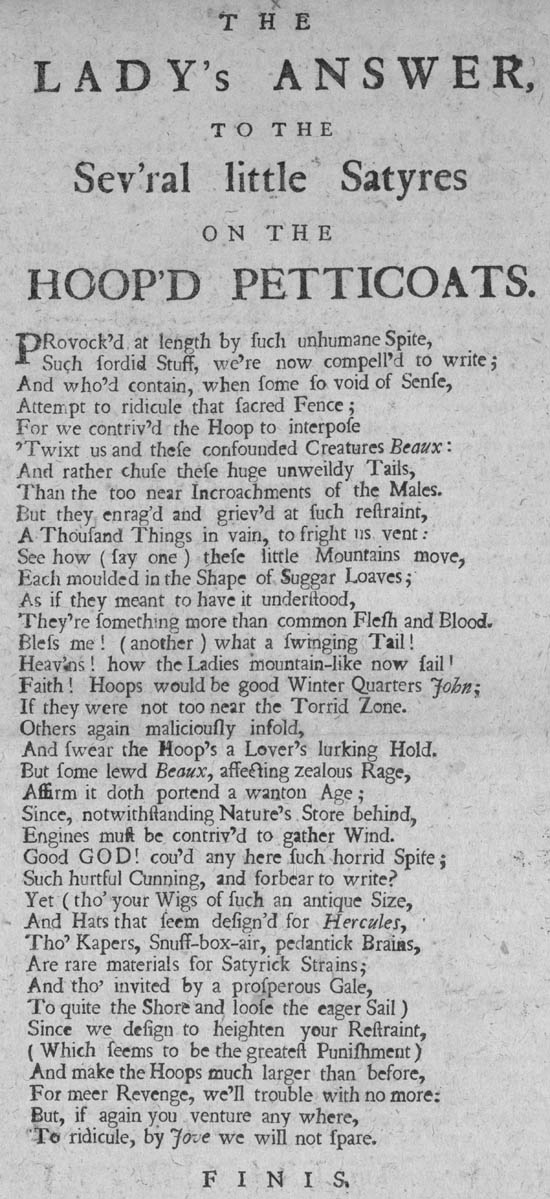 THE
LADY's ANSWER,
TO THE
Sev'ral little Satyres
ON THE
HOOP'D PETTICOATS.
PRovock'd at length by ſuch unhumane Spite,
Such ſordid Stuff, we're now compell'd to write;
And who'd contain, when ſome ſo void of Senſe,
Attempt to ridicule that ſacred Fence;
For we contriv'd the Hoop to interpoſe
'Twixt us and theſe confounded Creatures Beaux:
And rather chuſe theſe huge unweildy Tails,
Than the too near Incroachments of the Males.
But they enrag'd and griev'd at ſuch reſtraint,
A Thouſand Things in vain, to fright us vent:
See how (ſay one) theſe little Mountains move,
Each moulded in the Shape of Suggar Loaves;
As if they meant to have it underſtood,
They're ſomething more than common Fleſh and Blood.
Bleſs me! (another) what a ſwinging Tail!
Heav'ns! how the Ladies mountain-like now ſail!
Faith! Hoops would be good Winter Quarters John;
If they were not too near the Torrid Zone.
Others again maliciouſly infold,
And ſwear the Hoop's a Lover's lurking Hold.
But ſome lewd Beaux, affecting zealous Rage,
Affirm it doth portend a wanton Age;
Since, notwithſtanding Nature's Store behind,
Engines muſt be contriv'd to gather Wind.
Good GOD! cou'd any here ſuch horrid Spite;
Such hurtful Cunning, and forbear to write?
Yet (tho' your Wigs of ſuch an antique Size,
And Hats that ſeem deſign'd for Hercules,
Tho' Kapers, Snuff-box-air, pedantick Brains,
Are rare materials for Satyrick Strains;
And tho' invited by a proſperous Gale,
To quite the Shore and looſe the eager Sail)
Since we deſign to heighten your Reſtraint,
(Which ſeems to be the greateſt Puniſhment)
And make the Hoops much larger than before,
For meer Revenge, we'll trouble with no more:
But, if again you venture any where,
To ridicule, by Jove we will not ſpare.
FINIS.